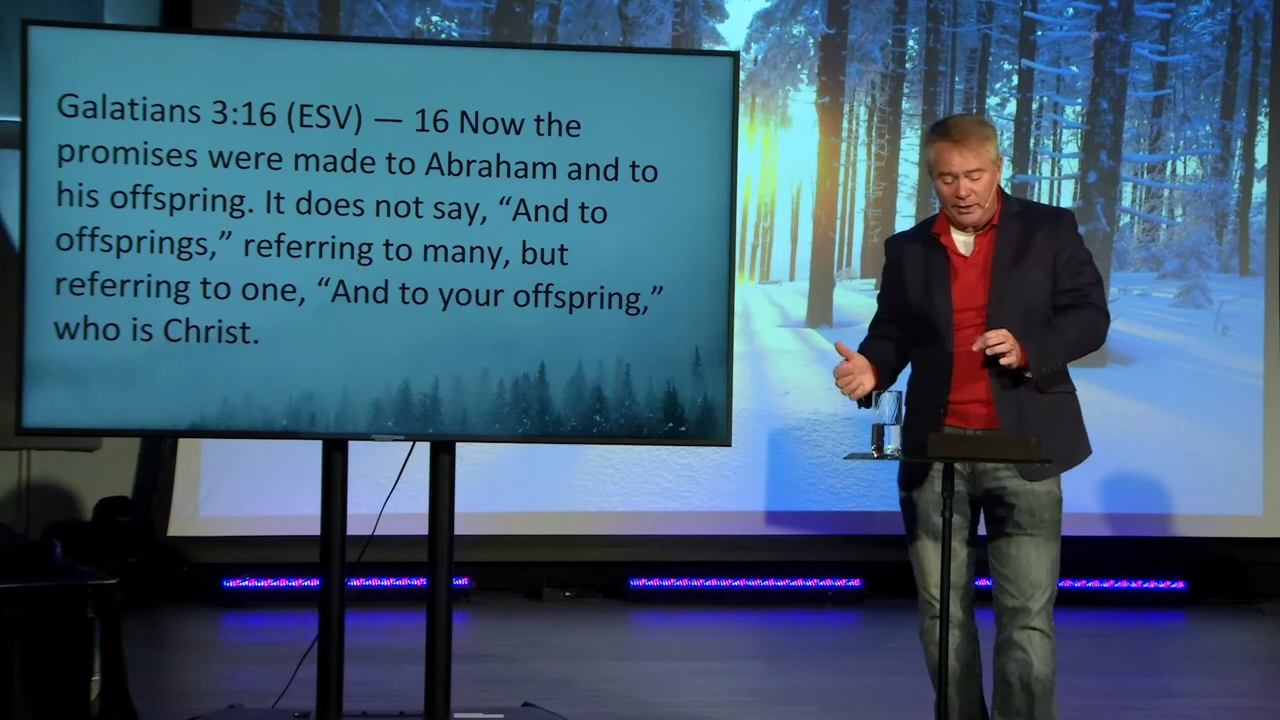 Galatians 3:16 (ESV) — 16 Now the
promises were made to Abraham and to
his offspring. It does not say, “And to
offsprings,” referring to many, but
referring to one, “And to your offspring,”
who is Christ.